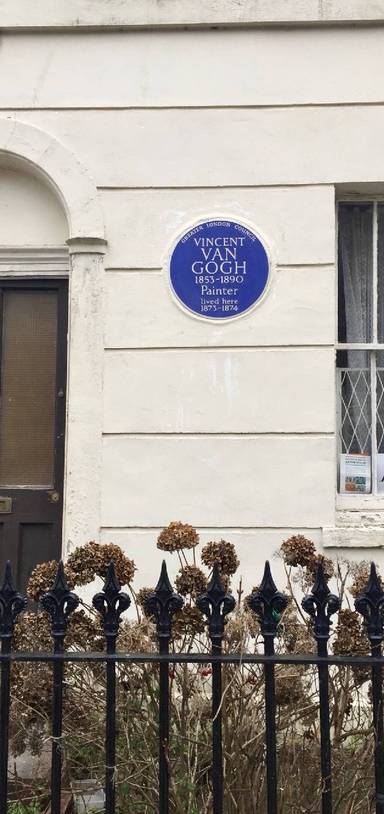 GREATER LONDON COUNCIL
VINCENT
VAN
GOGH
1853-1890
Painter
lived here
1873-1874